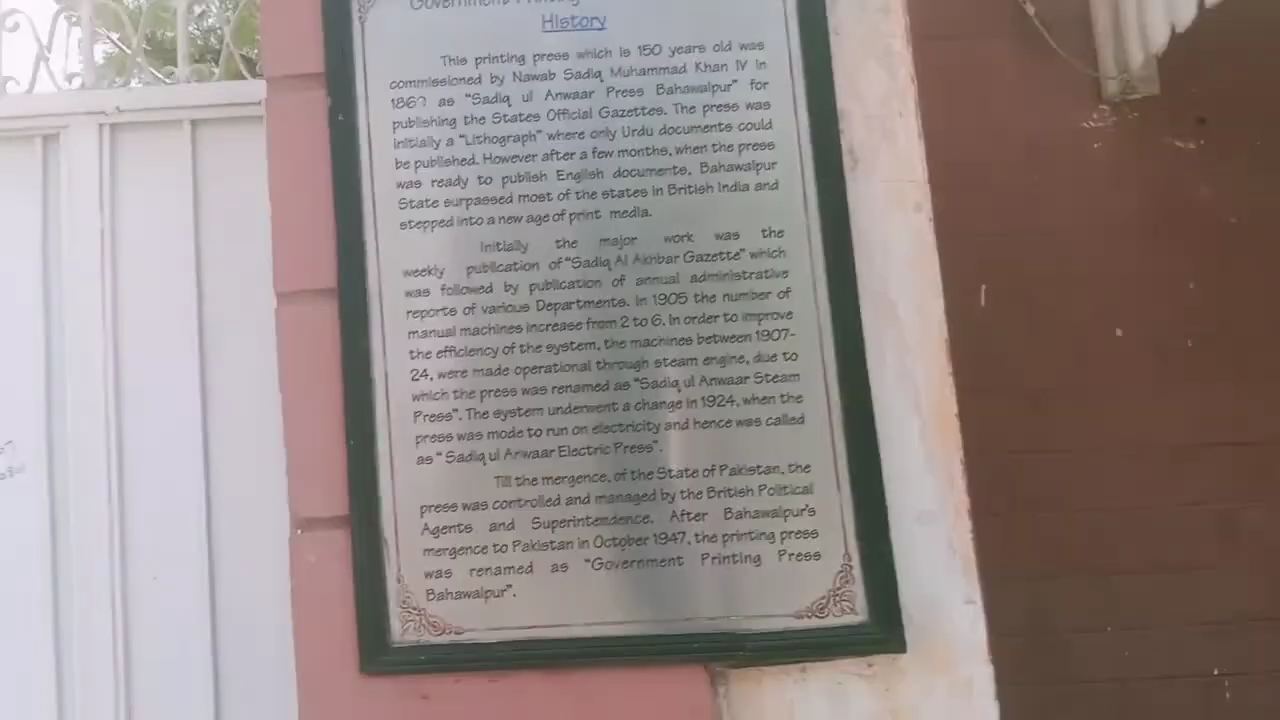 Government Printing
History
This printing press which is 150 years old was
commissioned by Nawab Sadiq Muhammad Khan IV in
as "Sadiq ul Anwaar Press Bahawalpur" for
publishing the States Official Gazettes. The press was
initially a "Lithograph" where only Urdu documents could
be published. However after a few months, when the press
was ready to publish English documents, Bahawalpur
State surpassed most of the states in British India and
stepped into a new age of print media.
Initially the major work was the
weekly publication of "Sadiq Al Akhbar Gazette" which
was followed by publication of annual administrative
reports of various Departments. In 1905 the number of
manual machines increase from 2 to 6. In order to improve
the efficiency of the system, the machines between 1907-
24, were made operational through steam engine, due to
which the press was renamed as "Sadiq ul Anwaar Steam
Press". The system underwent a change in 1924, when the
press was mode to run on electricity and hence was called
as " Sadiq ul Anwaar Electric Press".
Till the mergence, of the State of Pakistan, the
press was controlled and managed by the British Political
Agents and Superintendence. After Bahawalpur's
mergence to Pakistan in October 1947, the printing press
was renamed as "Government Printing Press
Bahawalpur".